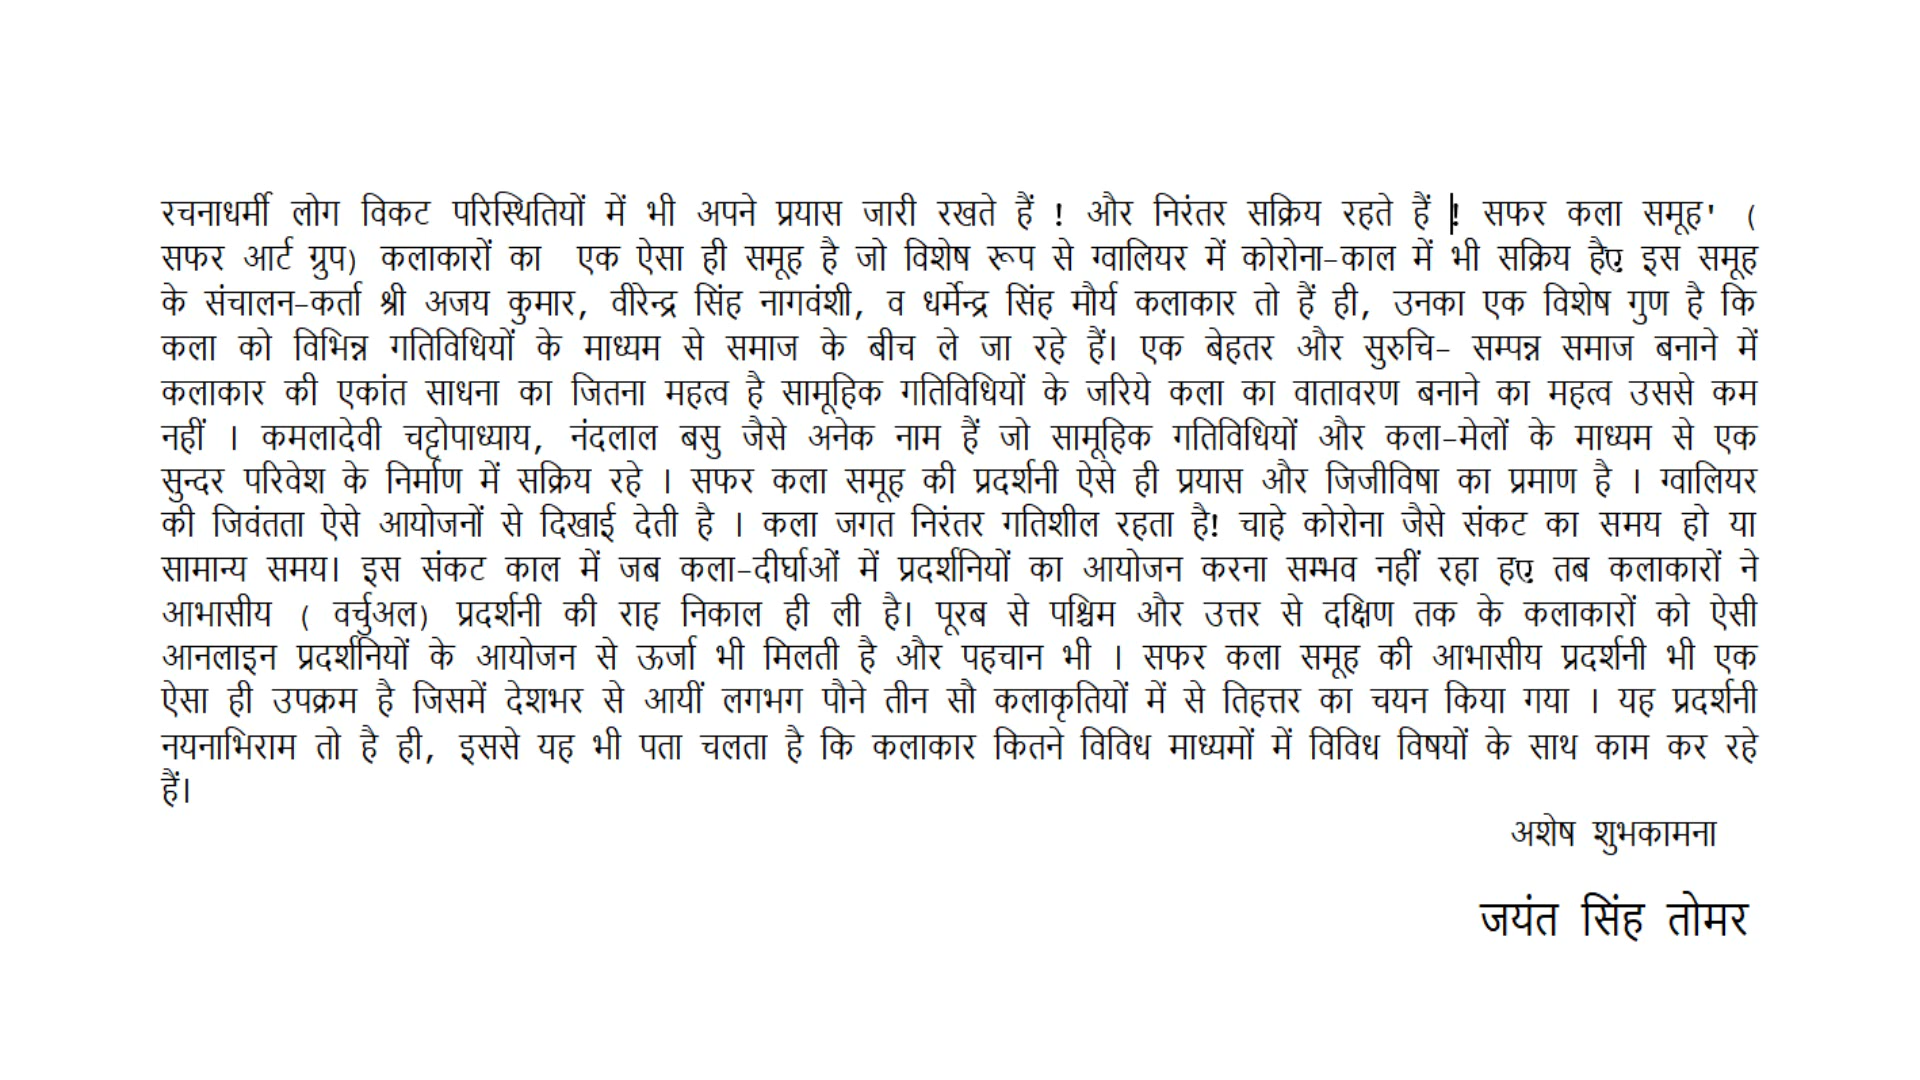 रचनाधर्मी लोग विकट परिस्थितियों में भी अपने प्रयास जारी रखते हैं ! और निरंतर सक्रिय रहते हैं ! सफर कला समूह' (
सफर आर्ट ग्रुप) कलाकारों का एक ऐसा ही समूह है जो विशेष रूप से ग्वालियर में कोरोना-काल में भी सक्रिय हैए इस समूह
के संचालन-कर्ता श्री अजय कुमार, वीरेन्द्र सिंह नागवंशी, व धर्मेन्द्र सिंह मौर्य कलाकार तो हैं ही, उनका एक विशेष गुण है कि
कला को विभिन्न गतिविधियों के माध्यम से समाज के बीच ले जा रहे हैं। एक बेहतर और सुरुचि- सम्पन्न समाज बनाने में
कलाकार की एकांत साधना का जितना महत्व है सामूहिक गतिविधियों के जरिये कला का वातावरण बनाने का महत्व उससे कम
नहीं । कमलादेवी चट्टोपाध्याय, नंदलाल बसु जैसे अनेक नाम हैं जो सामूहिक गतिविधियों और कला-मेलों के माध्यम से एक
सुन्दर परिवेश के निर्माण में सक्रिय रहे । सफर कला समूह की प्रदर्शनी ऐसे ही प्रयास और जिजीविषा का प्रमाण है । ग्वालियर
की जिवंतता ऐसे आयोजनों से दिखाई देती है । कला जगत निरंतर गतिशील रहता है! चाहे कोरोना जैसे संकट का समय हो या
सामान्य समय। इस संकट काल में जब कला-दीर्घाओं में प्रदर्शनियों का आयोजन करना सम्भव नहीं रहा हए तब कलाकारों ने
आभासीय ( वर्चुअल) प्रदर्शनी की राह निकाल ही ली है। पूरब से पश्चिम और उत्तर से दक्षिण तक के कलाकारों को ऐसी
आनलाइन प्रदर्शनियों के आयोजन से ऊर्जा भी मिलती है और पहचान भी । सफर कला समूह की आभासीय प्रदर्शनी भी एक
ऐसा ही उपक्रम है जिसमें देशभर से आयीं लगभग पौने तीन सौ कलाकृतियों में से तिहत्तर का चयन किया गया । यह प्रदर्शनी
नयनाभिराम तो है ही, इससे यह भी पता चलता है कि कलाकार कितने विविध माध्यमों में विविध विषयों के साथ काम कर रहे
हैं।
अशेष शुभकामना
जयंत सिंह तोमर